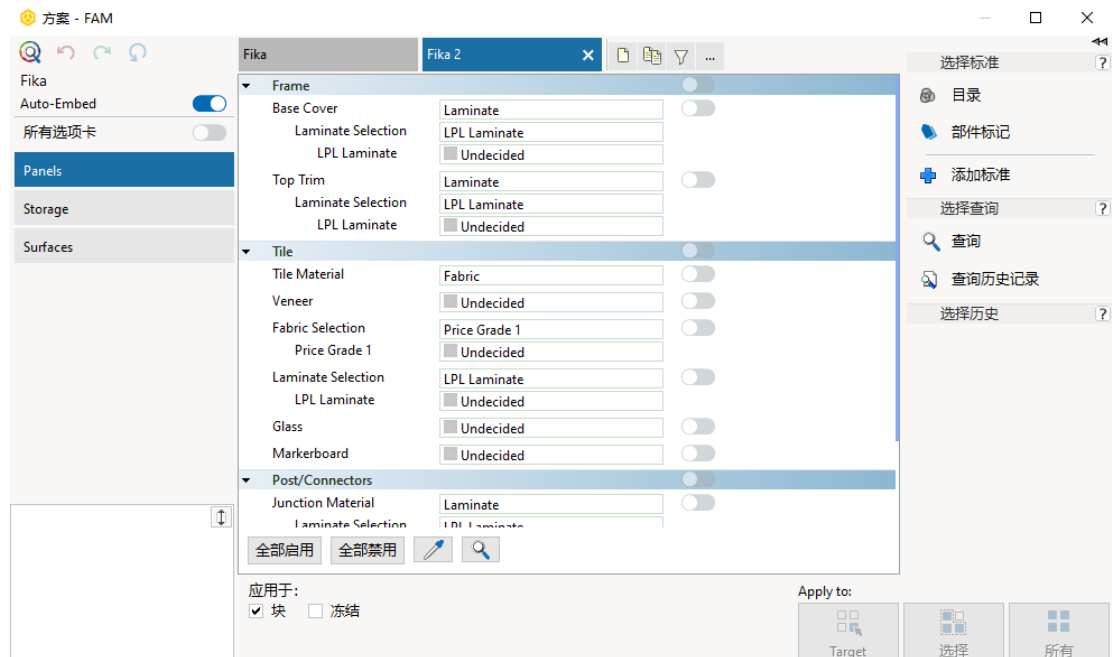 方案 - FAM
Fika
Auto-Embed
所有选项卡
Panels
Storage
Surfaces
Fika
Fika 2
...
Frame
Base Cover Laminate
Laminate Selection LPL Laminate
LPL Laminate Undecided
Top Trim Laminate
Laminate Selection LPL Laminate
LPL Laminate Undecided
Tile
Tile Material Fabric
Veneer Undecided
Fabric Selection Price Grade 1
Price Grade 1 Undecided
Laminate Selection LPL Laminate
LPL Laminate Undecided
Glass Undecided
Markerboard Undecided
Post/Connectors
Junction Material Laminate
Laminate Selection LPL Laminate
全部启用 全部禁用
应用于:
块 冻结
Apply to:
Target 选择 所有
选择标准 ?
目录
部件标记
添加标准
选择查询 ?
查询
查询历史记录
选择历史 ?